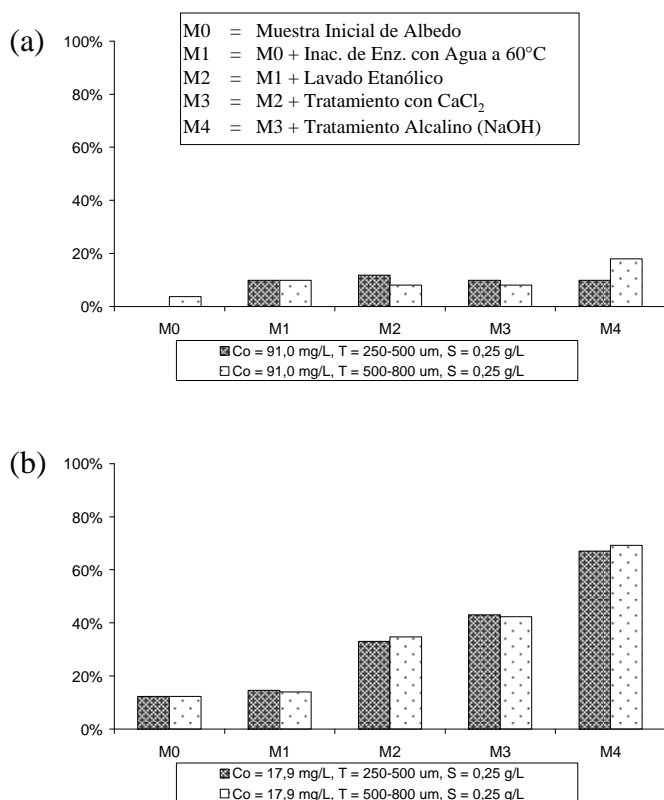 (a)
M0 = Muestra Inicial de Albedo
M1 = M0 + Inac. de Enz. con Agua a 60°C
M2 = M1 + Lavado Etanólico
M3 = M2 + Tratamiento con CaCl₂
M4 = M3 + Tratamiento Alcalino (NaOH)
100%
80%
60%
40%
20%
0%
M0 M1 M2 M3 M4
Co = 91,0 mg/L, T = 250-500 um, S = 0,25 g/L
Co = 91,0 mg/L, T = 500-800 um, S = 0,25 g/L
(b)
100%
80%
60%
40%
20%
0%
M0 M1 M2 M3 M4
Co = 17,9 mg/L, T = 250-500 um, S = 0,25 g/L
Co = 17,9 mg/L, T = 500-800 um, S = 0,25 g/L